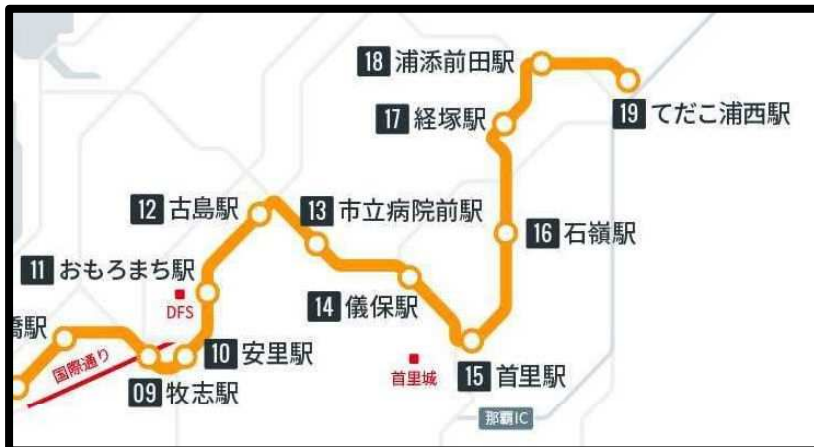 18 浦添前田駅
17 経塚駅
19 てだこ浦西駅
12 古島駅
13 市立病院前駅
16 石嶺駅
11 おもろまち駅
DFS
14 儀保駅
橋駅
10 安里駅
国際通り
首里城
15 首里駅
09 牧志駅
那覇IC